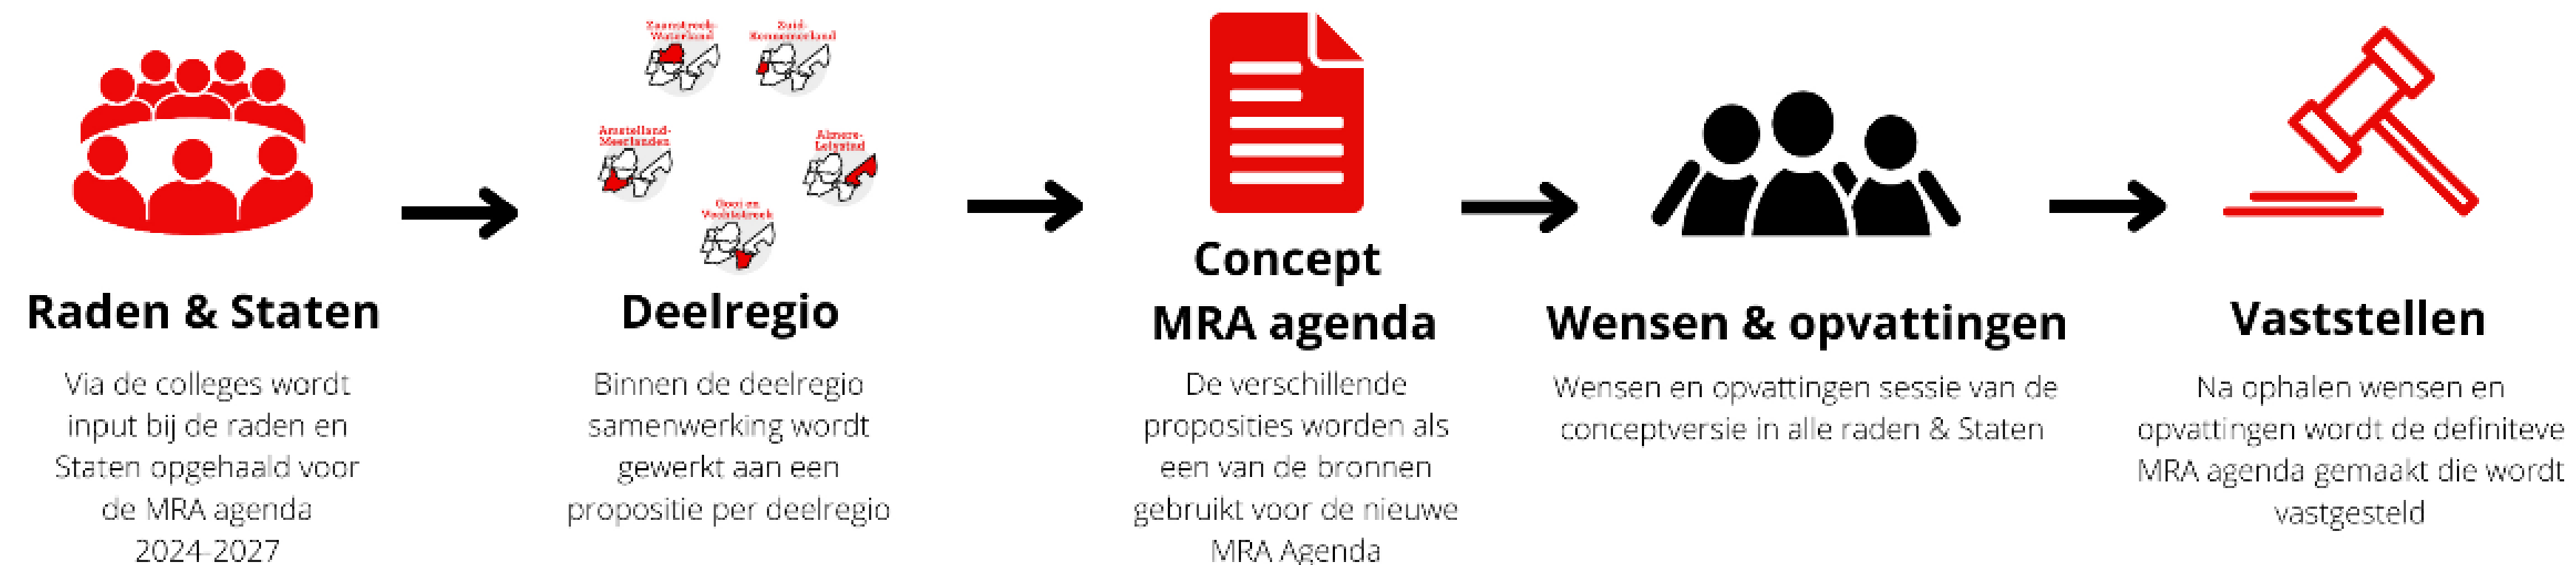 Raden & Staten
Via de colleges wordt
input bij de raden en
Staten opgehaald voor
de MRA agenda
2024-2027
Zaanstreek-
Waterland
Zuid-
Kennemerland
Amstelland-
Meerlanden
Almere-
Lelystad
Gooi en
Vechtstreek
Deelregio
Binnen de deelregio
samenwerking wordt
gewerkt aan een
propositie per deelregio
Concept
MRA agenda
De verschillende
proposities worden als
een van de bronnen
gebruikt voor de nieuwe
MRA Agenda
Wensen & opvattingen
Wensen en opvattingen sessie van de
conceptversie in alle raden & Staten
Vaststellen
Na ophalen wensen en
opvattingen wordt de definiteve
MRA agenda gemaakt die wordt
vastgesteld